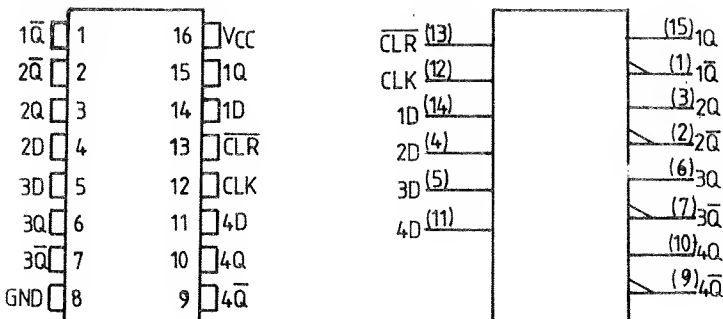 1Q̅ 1 16 VCC
2Q̅ 2 15 1Q
2Q 3 14 1D
2D 4 13 C̅L̅R̅
3D 5 12 CLK
3Q 6 11 4D
3Q̅ 7 10 4Q
GND 8 9 4Q̅
C̅L̅R̅ (13)
CLK (12)
1D (14)
2D (4)
3D (5)
4D (11)
(15) 1Q
(1) 1Q̅
(3) 2Q
(2) 2Q̅
(6) 3Q
(7) 3Q̅
(10) 4Q
(9) 4Q̅